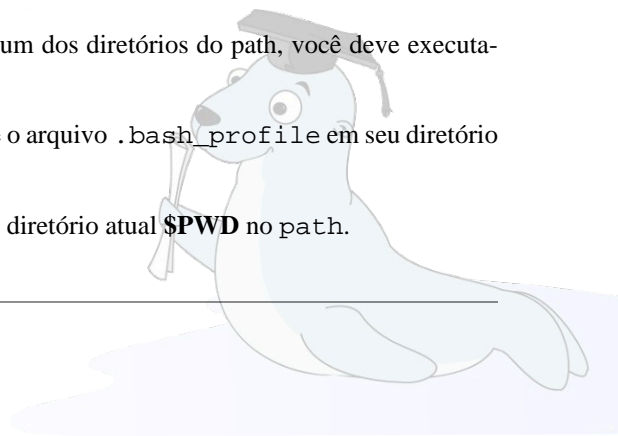 um dos diretórios do path, você deve executa-
o arquivo .bash_profile em seu diretório
diretório atual $PWD no path.